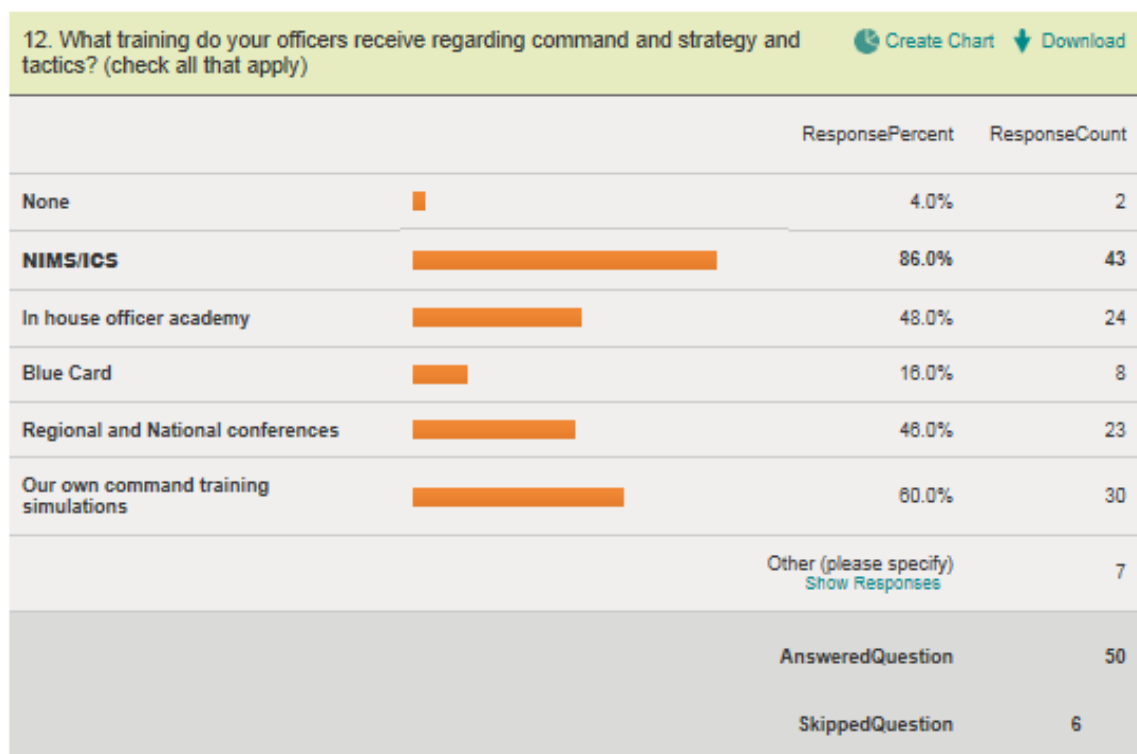 12. What training do your officers receive regarding command and strategy and Create Chart Download
tactics? (check all that apply)
ResponsePercent ResponseCount
None 4.0% 2
NIMS/ICS 86.0% 43
In house officer academy 48.0% 24
Blue Card 16.0% 8
Regional and National conferences 46.0% 23
Our own command training
simulations 60.0% 30
Other (please specify) 7
Show Responses
AnsweredQuestion 50
SkippedQuestion 6